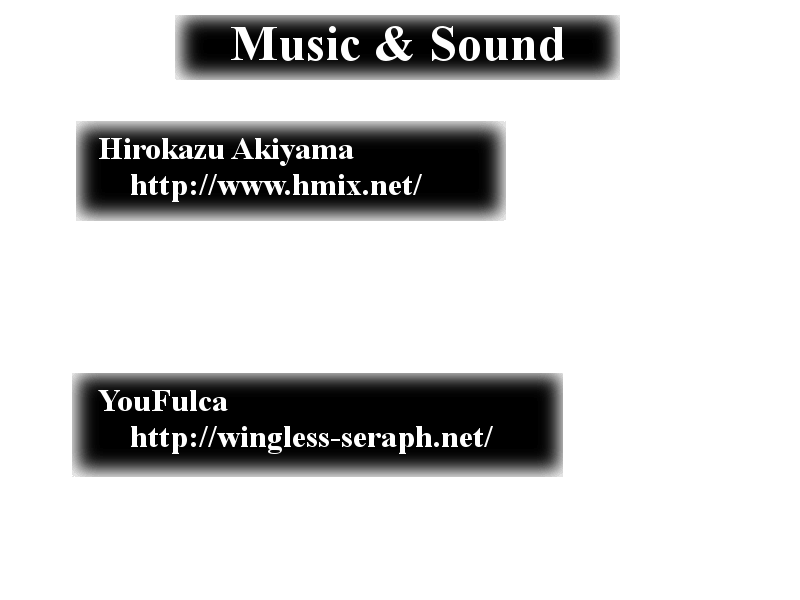 Music & Sound
Hirokazu Akiyama
http://www.hmix.net/
YouFulca
http://wingless-seraph.net/